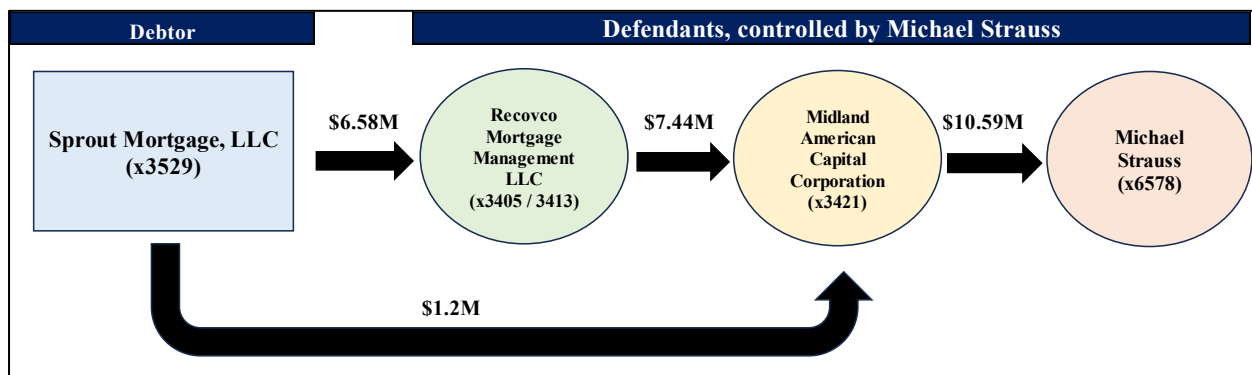 Debtor
Defendants, controlled by Michael Strauss
Sprout Mortgage, LLC
(x3529)
$6.58M
Recovco
Mortgage
Management
LLC
(x3405 / 3413)
$7.44M
Midland
American
Capital
Corporation
(x3421)
$10.59M
Michael
Strauss
(x6578)
$1.2M